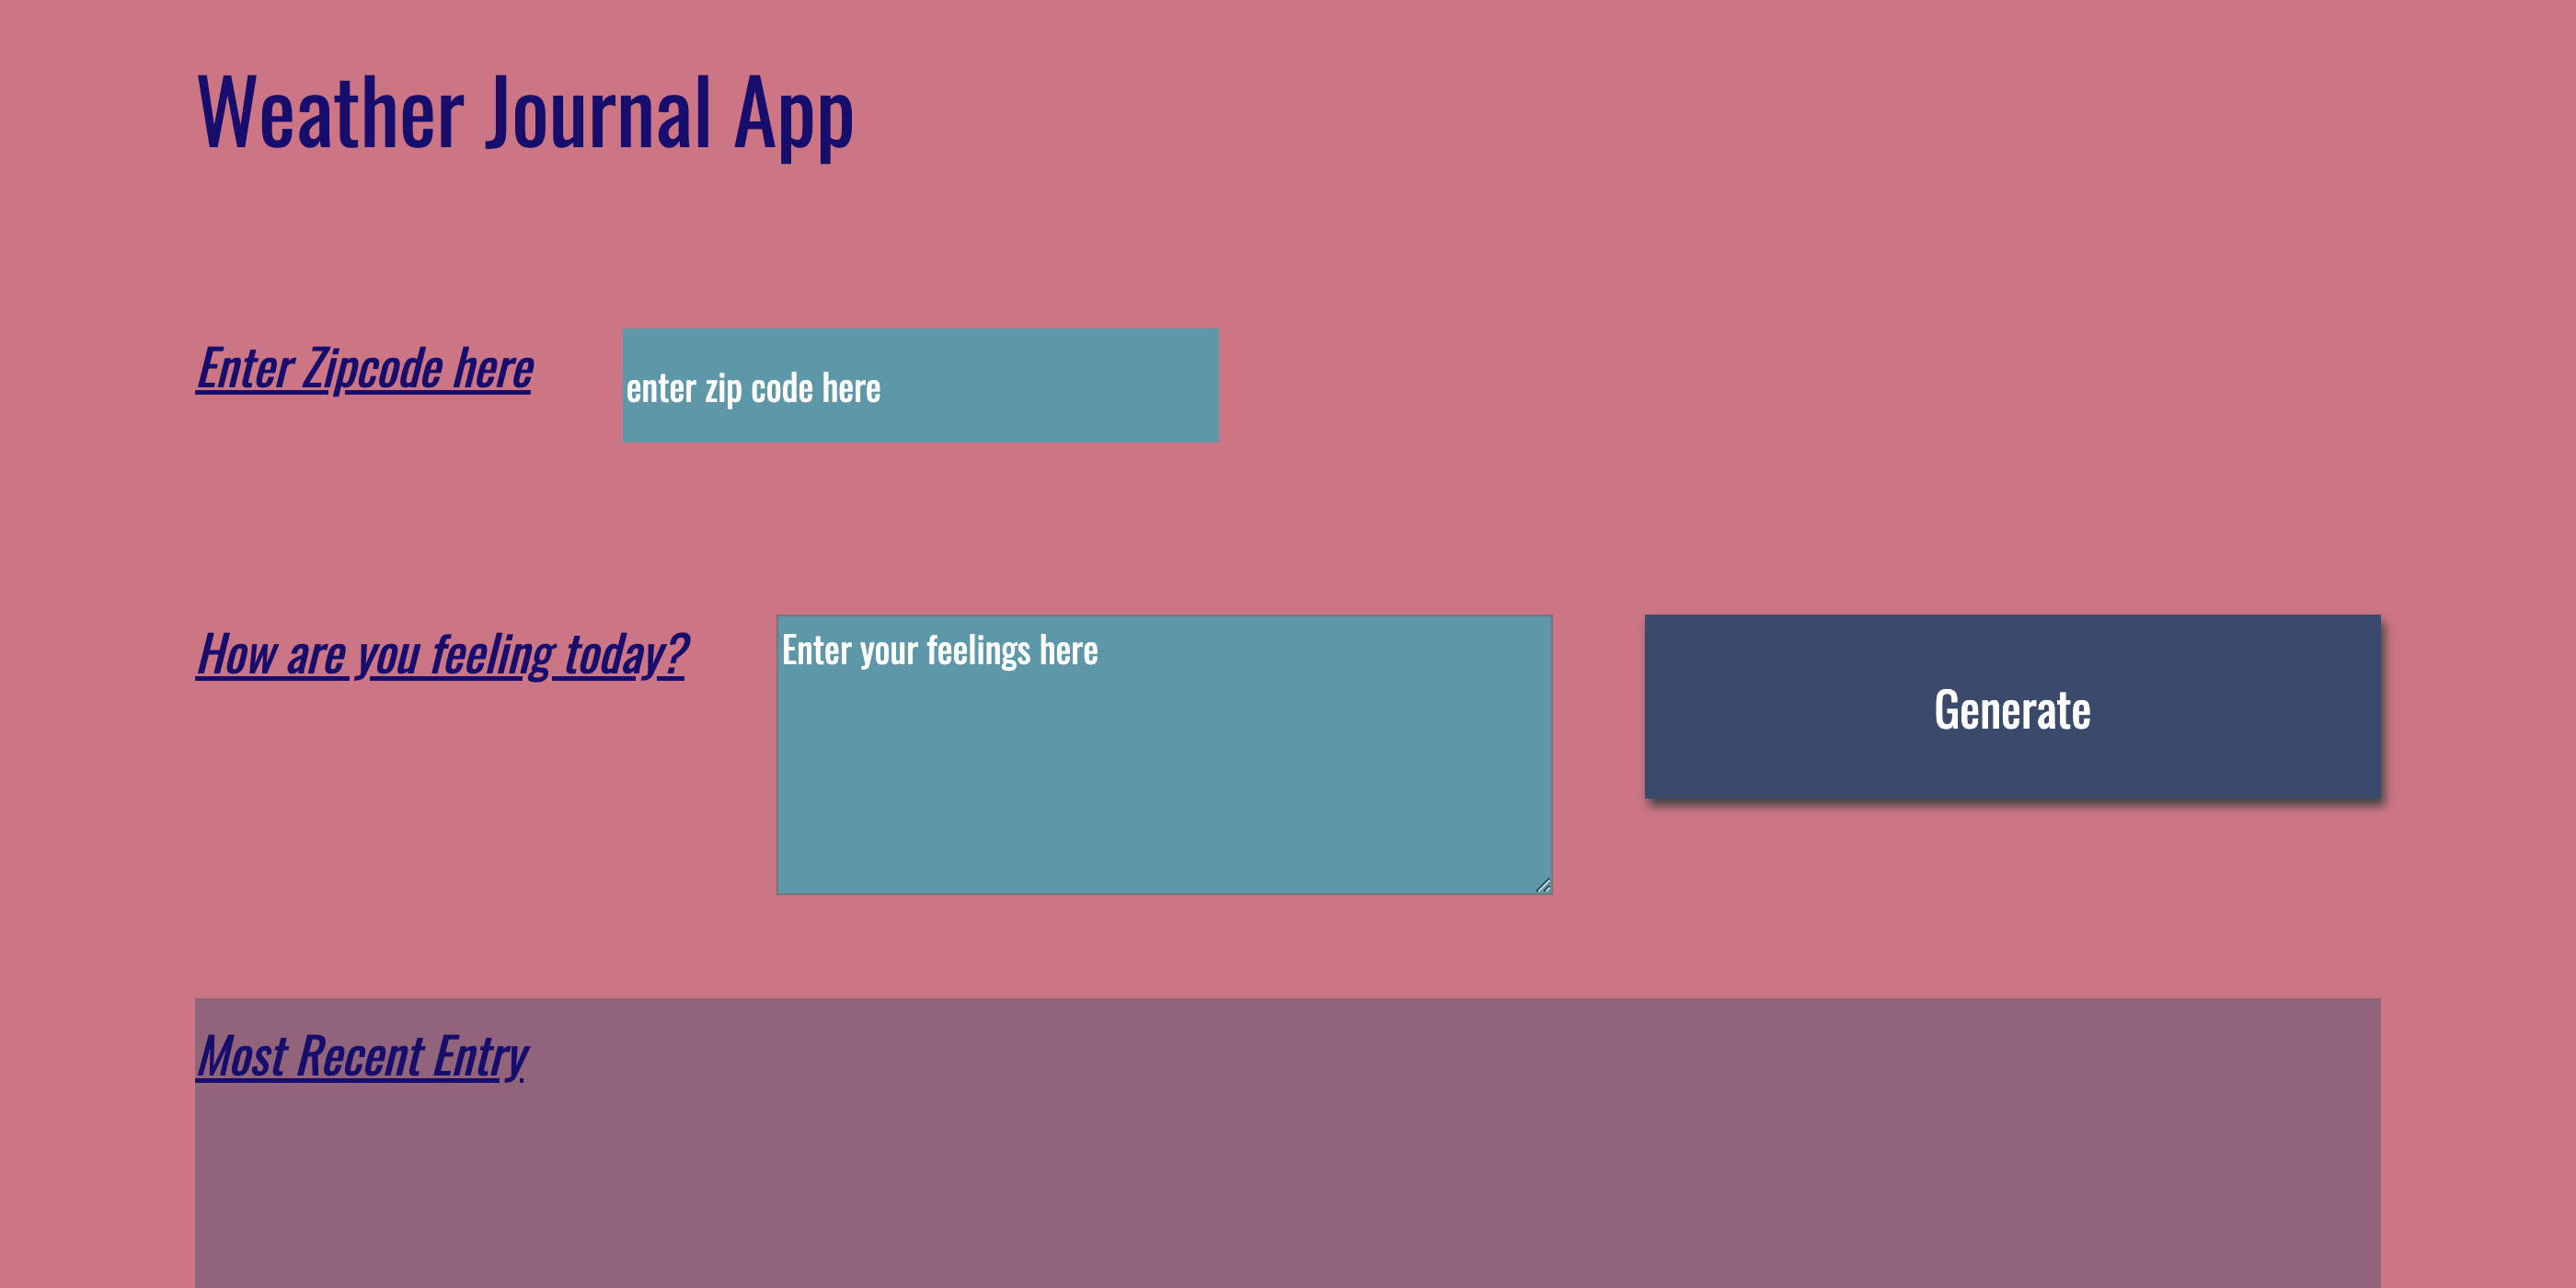 Weather Journal App
Enter Zipcode here
enter zip code here
How are you feeling today?
Enter your feelings here
Generate
Most Recent Entry